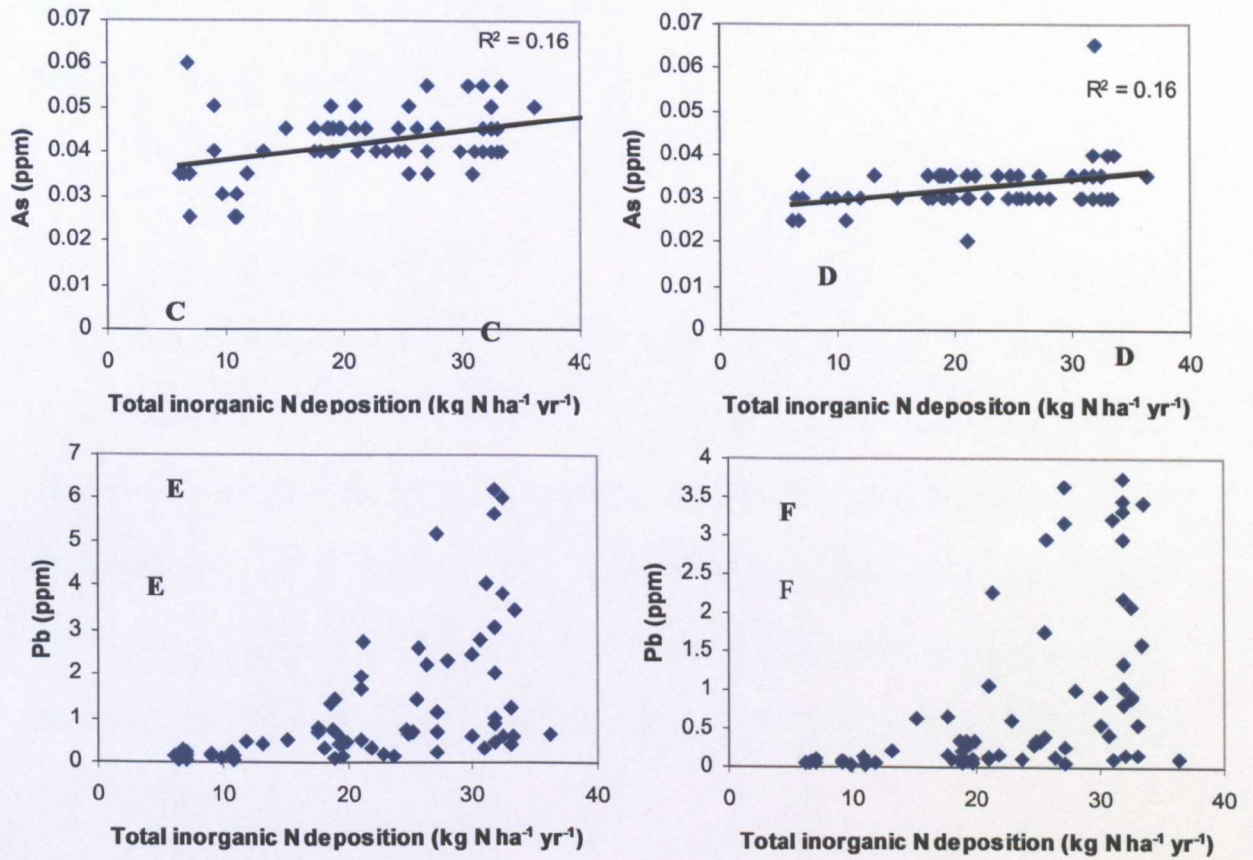 0.07
0.06
0.05
0.04
0.03
0.02
0.01
0
As (ppm)
R² = 0.16
C
C
0 10 20 30 40
Total inorganic N deposition (kg N ha⁻¹ yr⁻¹)
0.07
0.06
0.05
0.04
0.03
0.02
0.01
0
As (ppm)
R² = 0.16
D
D
0 10 20 30 40
Total inorganic N depositon (kg N ha⁻¹ yr⁻¹)
7
6
5
4
3
2
1
0
Pb (ppm)
E
E
0 10 20 30 40
Total inorganic N deposition (kg N ha⁻¹ yr⁻¹)
4
3.5
3
2.5
2
1.5
1
0.5
0
Pb (ppm)
F
F
0 10 20 30 40
Total inorganic N deposition (kg N ha⁻¹ yr⁻¹)